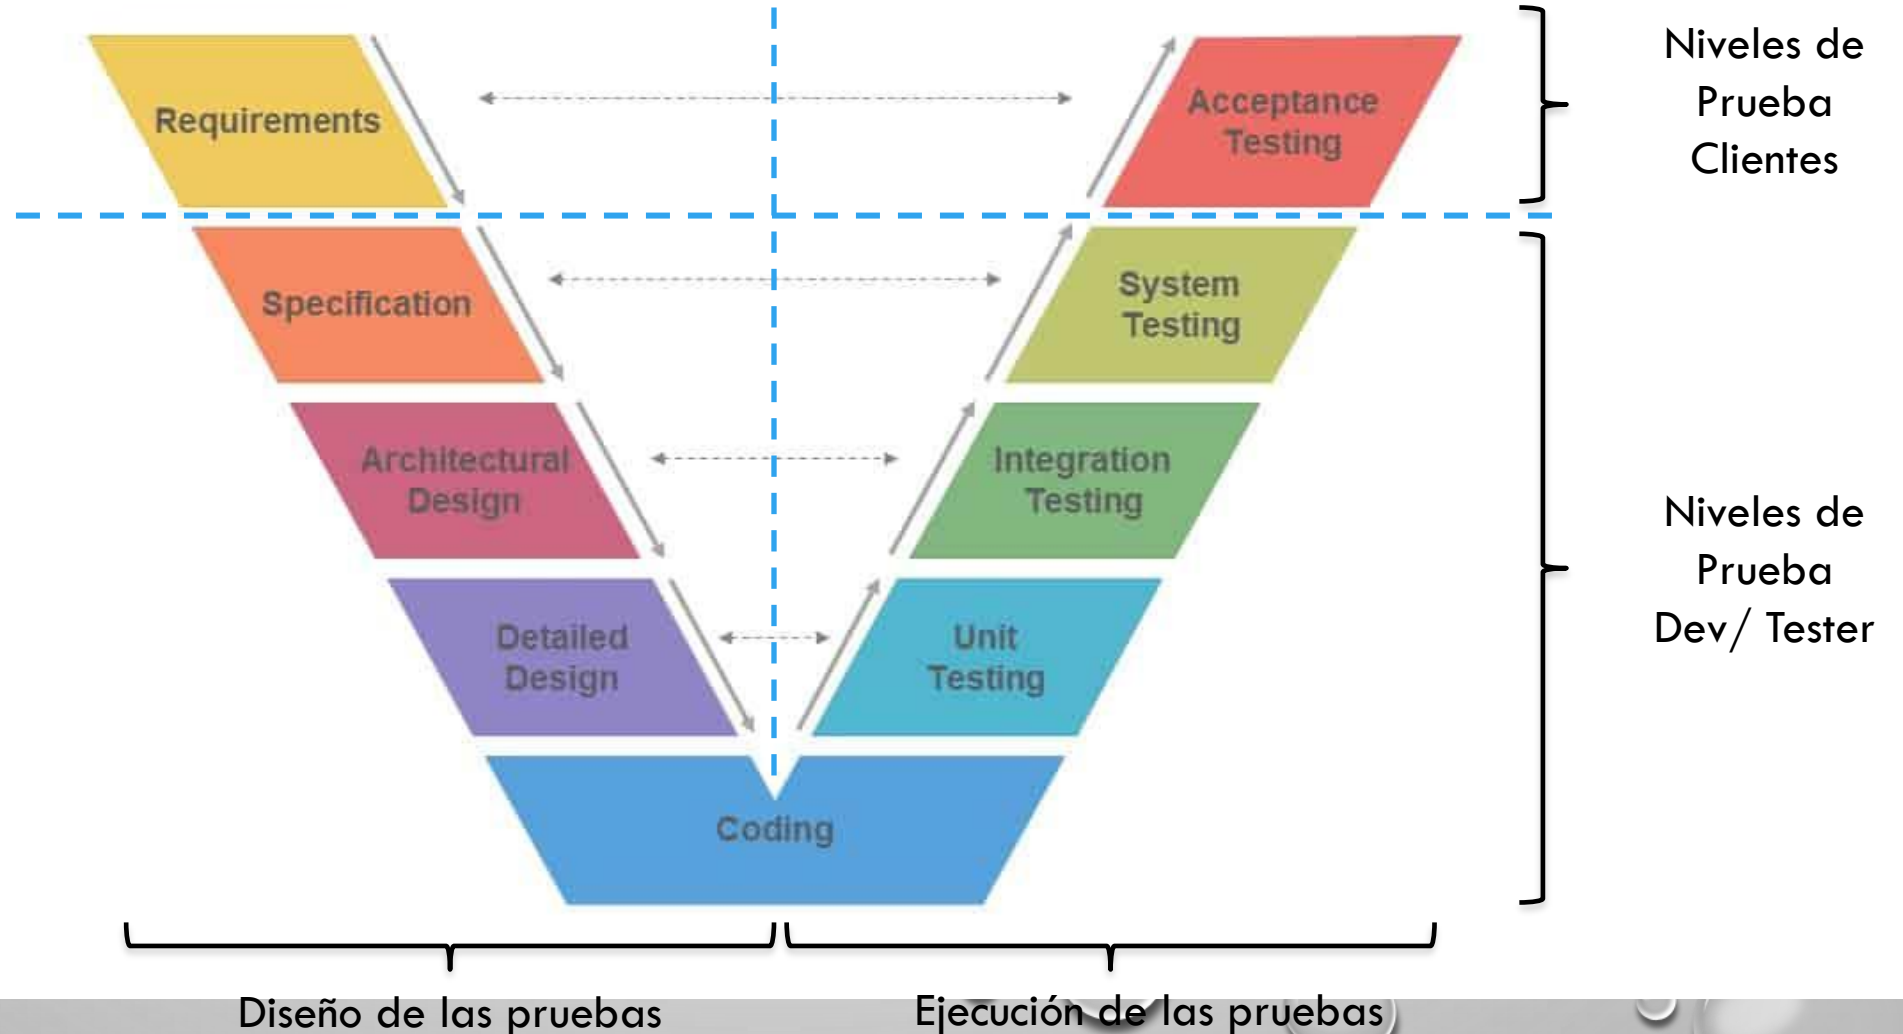 Requirements
Acceptance
Testing
Niveles de
Prueba
Clientes
Specification
System
Testing
Architectural
Design
Integration
Testing
Niveles de
Prueba
Dev/ Tester
Detailed
Design
Unit
Testing
Coding
Diseño de las pruebas
Ejecución de las pruebas